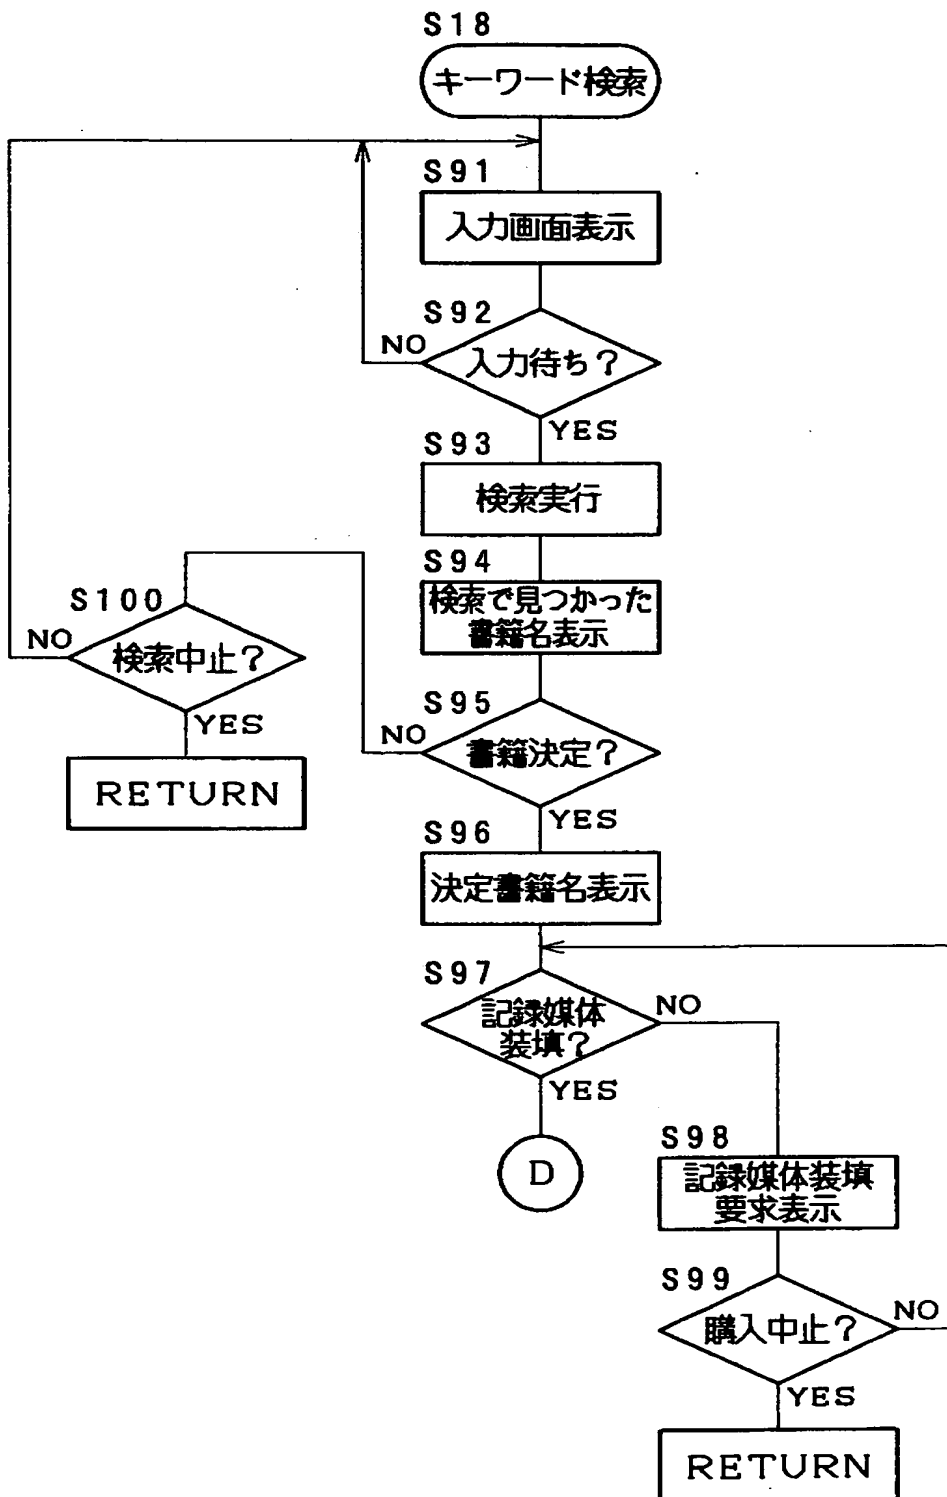 S18
キーワード検索
S91
入力画面表示
S92
NO
入力待ち?
YES
S93
検索実行
S94
検索で見つかった
書籍名表示
S100
NO
検索中止?
YES
RETURN
S95
NO
書籍決定?
YES
S96
決定書籍名表示
S97
記録媒体
装填?
NO
YES
D
S98
記録媒体装填
要求表示
S99
購入中止?
NO
YES
RETURN